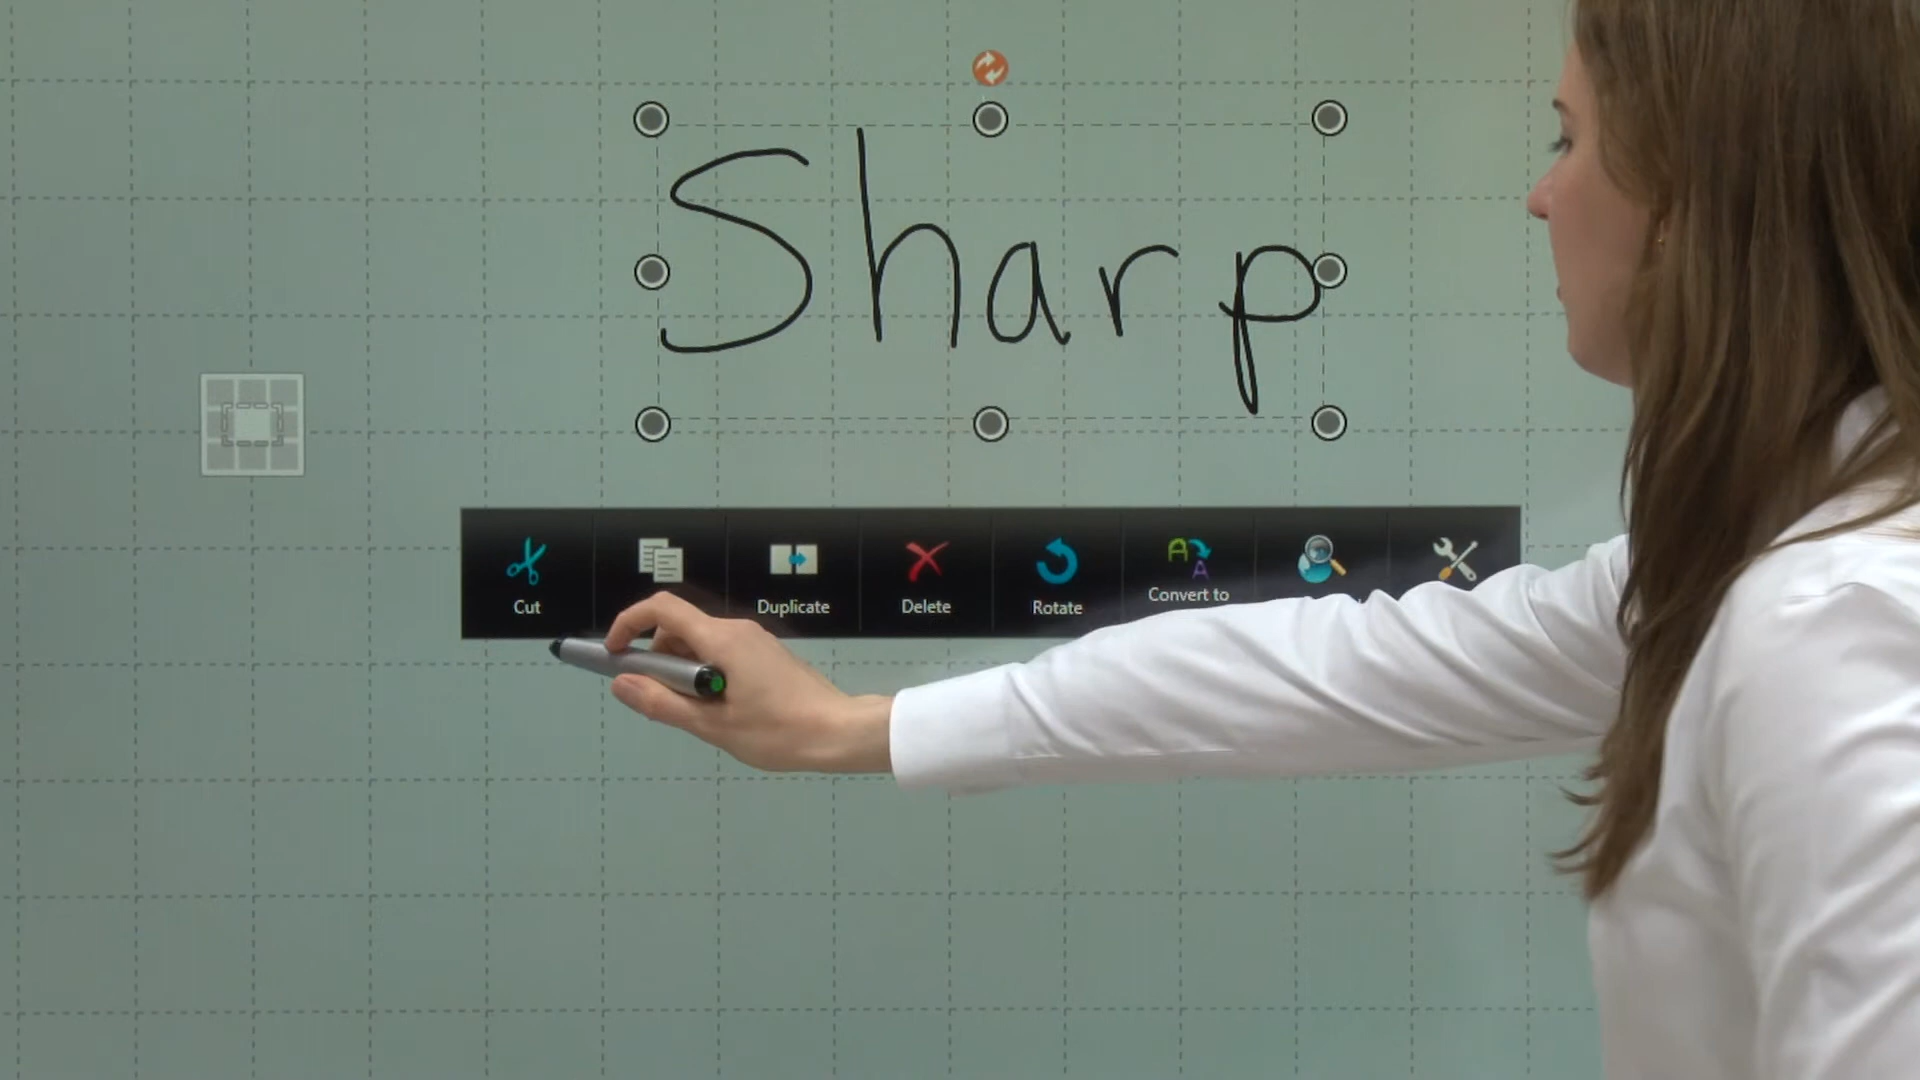 Sharp
Cut
Duplicate
Delete
Rotate
Convert to